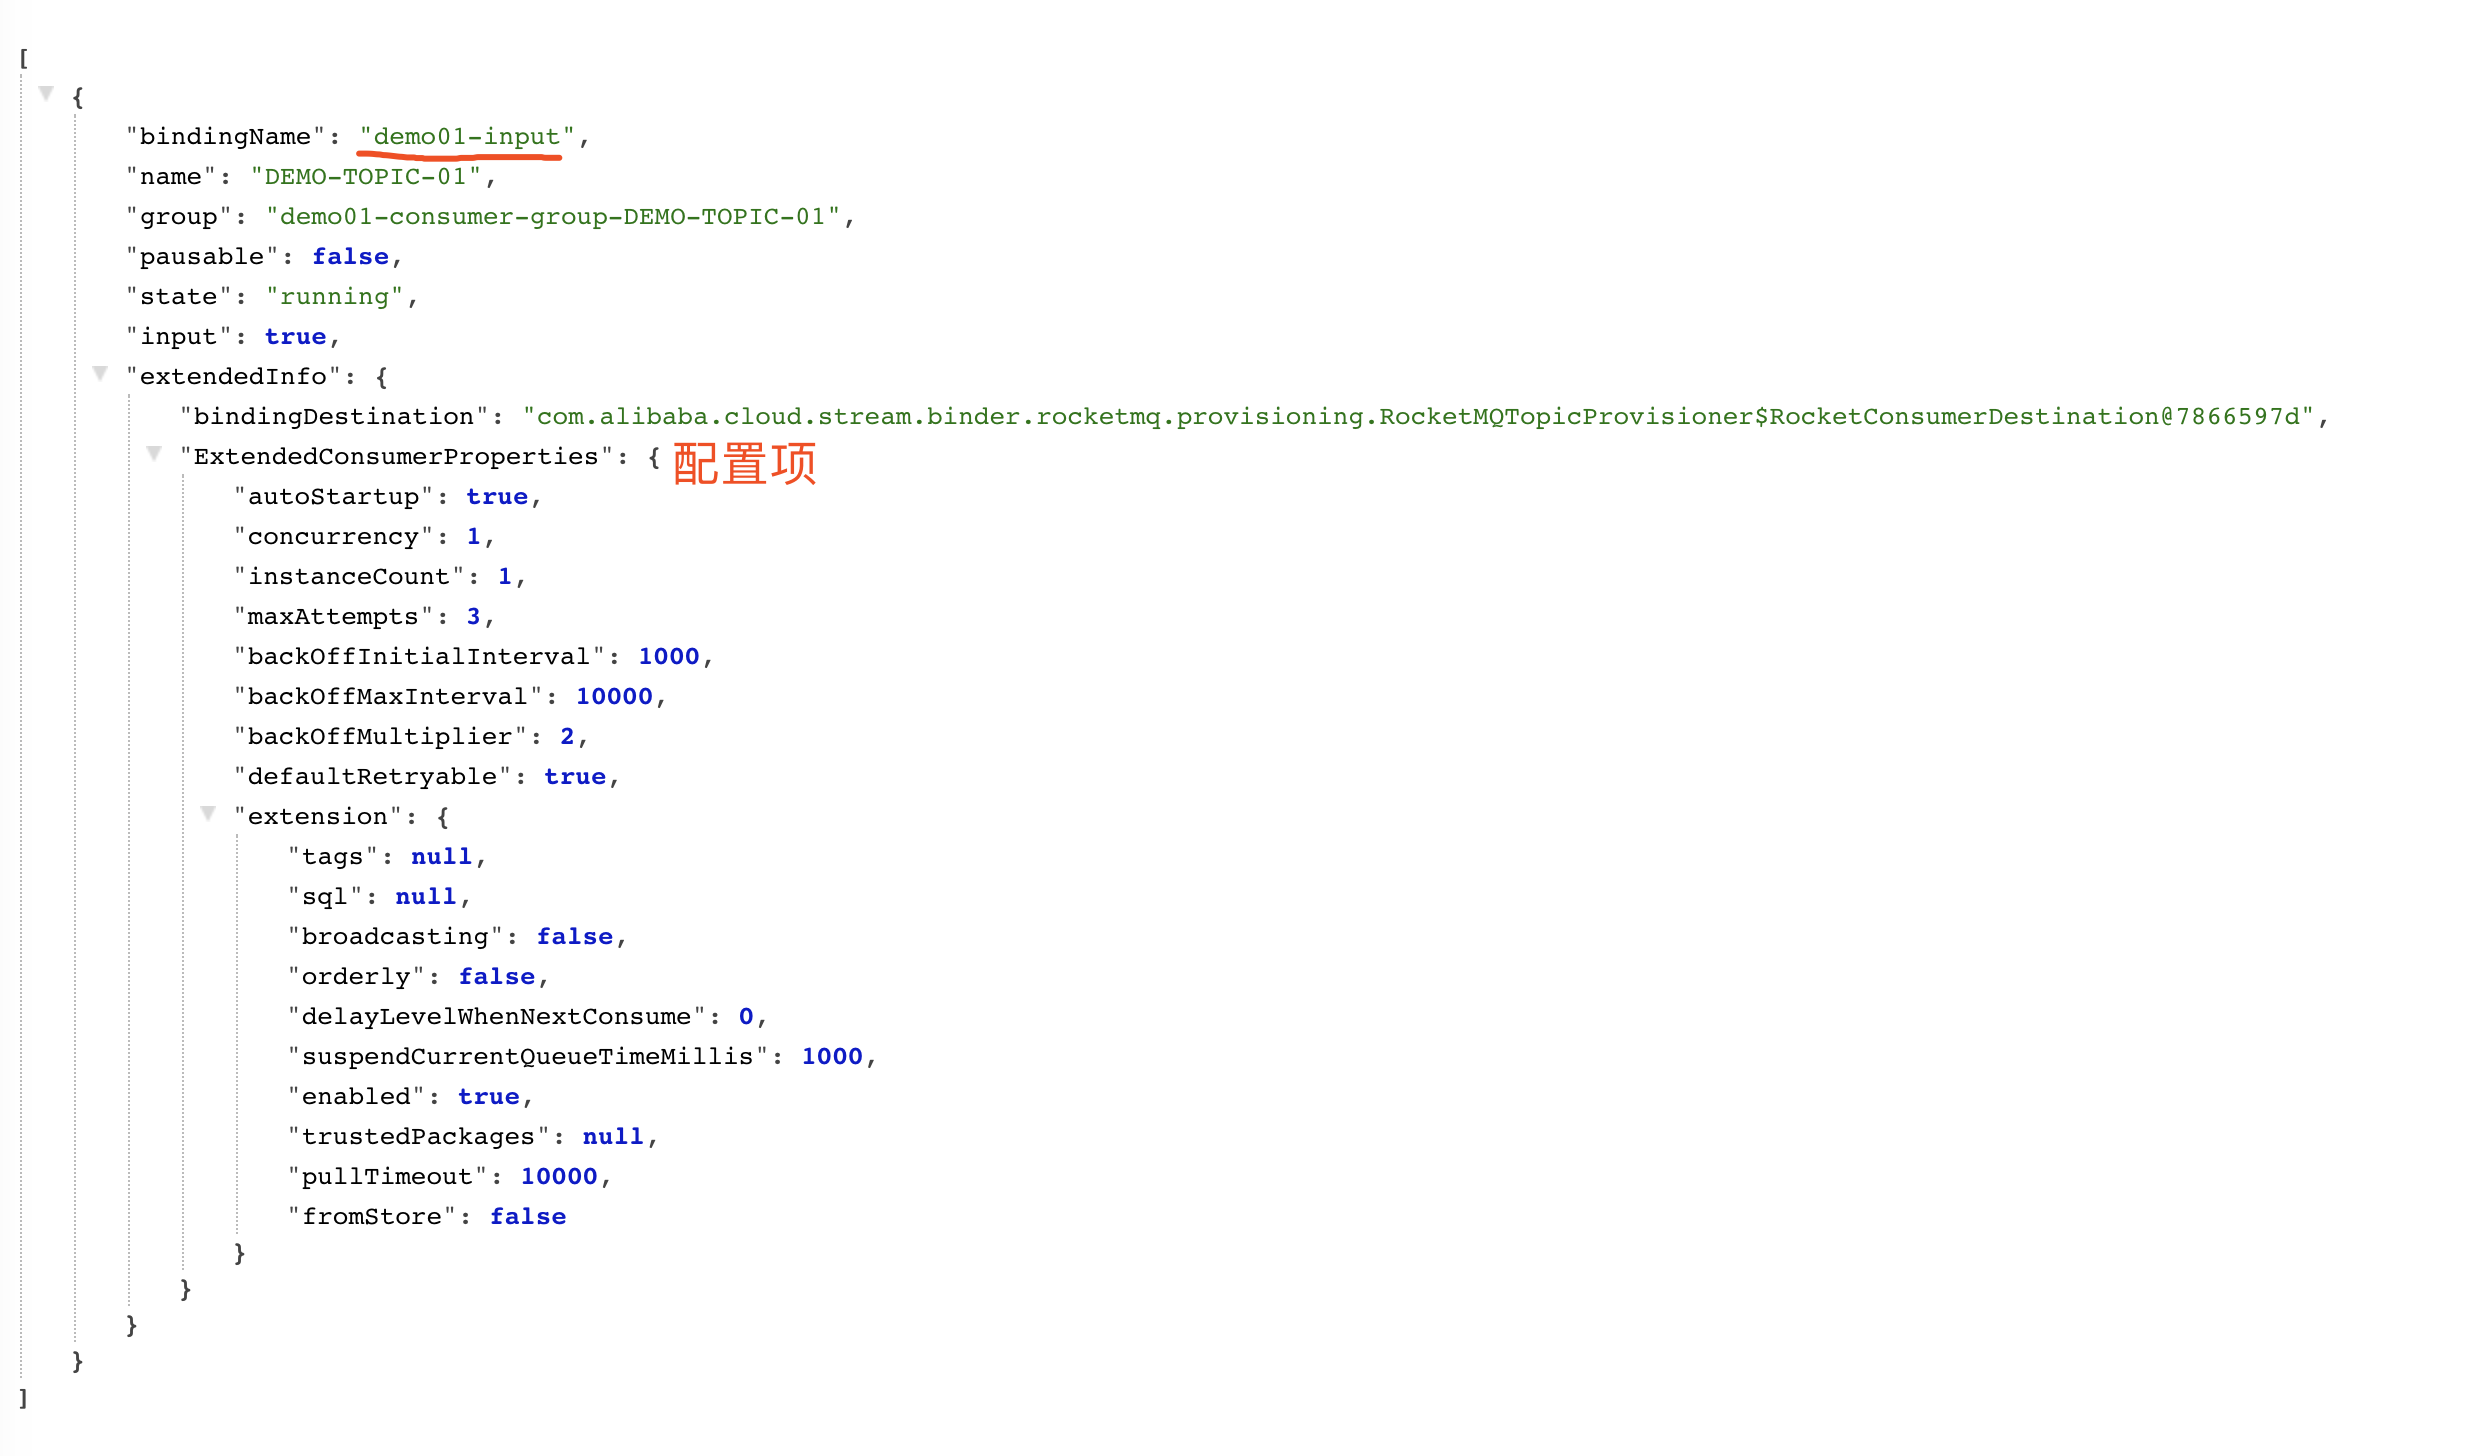 [
{
"bindingName": "demo01-input",
"name": "DEMO-TOPIC-01",
"group": "demo01-consumer-group-DEMO-TOPIC-01",
"pausable": false,
"state": "running",
"input": true,
"extendedInfo": {
"bindingDestination": "com.alibaba.cloud.stream.binder.rocketmq.provisioning.RocketMQTopicProvisioner$RocketConsumerDestination@7866597d",
"ExtendedConsumerProperties": { 配置项
"autoStartup": true,
"concurrency": 1,
"instanceCount": 1,
"maxAttempts": 3,
"backOffInitialInterval": 1000,
"backOffMaxInterval": 10000,
"backOffMultiplier": 2,
"defaultRetryable": true,
"extension": {
"tags": null,
"sql": null,
"broadcasting": false,
"orderly": false,
"delayLevelWhenNextConsume": 0,
"suspendCurrentQueueTimeMillis": 1000,
"enabled": true,
"trustedPackages": null,
"pullTimeout": 10000,
"fromStore": false
}
}
}
}
]